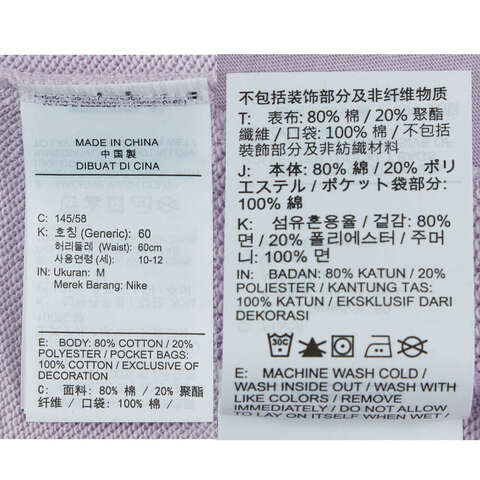 MADE IN CHINA
中國製
DIBUAT DI CINA
C: 145/58
K: 호칭 (Generic): 60
허리둘레 (Waist): 60cm
사용연령 (세): 10-12
IN: Ukuran: M
Merek Barang: Nike
E: BODY: 80% COTTON / 20%
POLYESTER / POCKET BAGS:
100% COTTON / EXCLUSIVE OF
DECORATION
C: 面料: 80% 棉 / 20% 聚酯
纤维 / 口袋: 100% 棉 /
不包括装饰部分及非纤维物质
T: 表布: 80% 棉 / 20% 聚酯
纖維 / 口袋: 100% 棉 / 不包括
裝飾部分及非紡織材料
J: 本体: 80% 綿 / 20% ポリ
エステル / ポケット袋部分:
100% 綿
K: 섬유혼용율 / 겉감: 80%
면 / 20% 폴리에스터 / 주머
니: 100% 면
IN: BADAN: 80% KATUN / 20%
POLIESTER / KANTUNG TAS:
100% KATUN / EKSKLUSIF DARI
DEKORASI
30C
E: MACHINE WASH COLD /
WASH INSIDE OUT / WASH WITH
LIKE COLORS / REMOVE
IMMEDIATELY / DO NOT ALLOW
TO LAY ON ITSELF WHEN WET /